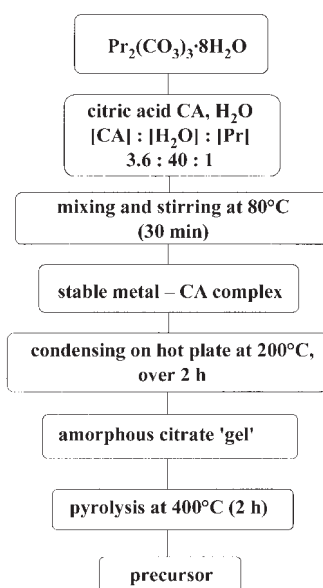 Pr₂(CO₃)₃·8H₂O
citric acid CA, H₂O
[CA] : [H₂O] : [Pr]
3.6 : 40 : 1
mixing and stirring at 80°C
(30 min)
stable metal – CA complex
condensing on hot plate at 200°C,
over 2 h
amorphous citrate 'gel'
pyrolysis at 400°C (2 h)
precursor